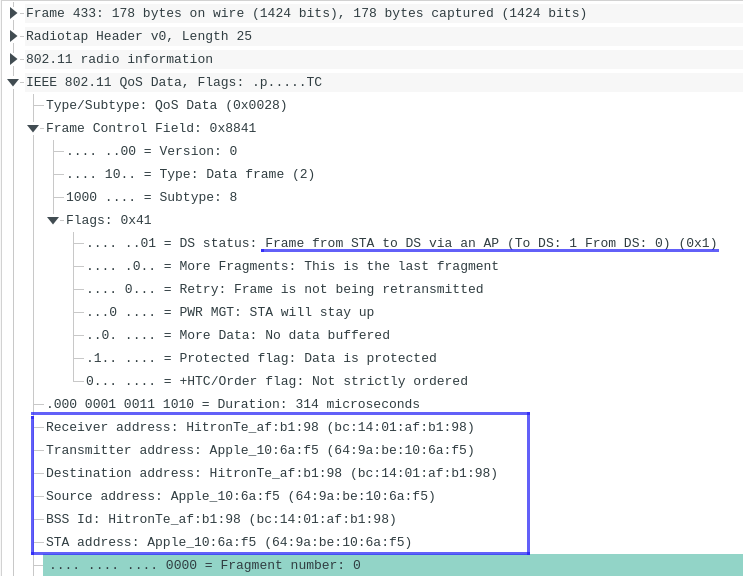 Frame 433: 178 bytes on wire (1424 bits), 178 bytes captured (1424 bits)
Radiotap Header v0, Length 25
802.11 radio information
IEEE 802.11 QoS Data, Flags: .p.....TC
Type/Subtype: QoS Data (0x0028)
Frame Control Field: 0x8841
.... ..00 = Version: 0
.... 10.. = Type: Data frame (2)
1000 .... = Subtype: 8
Flags: 0x41
.... ..01 = DS status: Frame from STA to DS via an AP (To DS: 1 From DS: 0) (0x1)
.... .0.. = More Fragments: This is the last fragment
.... 0... = Retry: Frame is not being retransmitted
...0 .... = PWR MGT: STA will stay up
..0. .... = More Data: No data buffered
.1.. .... = Protected flag: Data is protected
0... .... = +HTC/Order flag: Not strictly ordered
.000 0001 0011 1010 = Duration: 314 microseconds
Receiver address: HitronTe_af:b1:98 (bc:14:01:af:b1:98)
Transmitter address: Apple_10:6a:f5 (64:9a:be:10:6a:f5)
Destination address: HitronTe_af:b1:98 (bc:14:01:af:b1:98)
Source address: Apple_10:6a:f5 (64:9a:be:10:6a:f5)
BSS Id: HitronTe_af:b1:98 (bc:14:01:af:b1:98)
STA address: Apple_10:6a:f5 (64:9a:be:10:6a:f5)
.... .... .... 0000 = Fragment number: 0